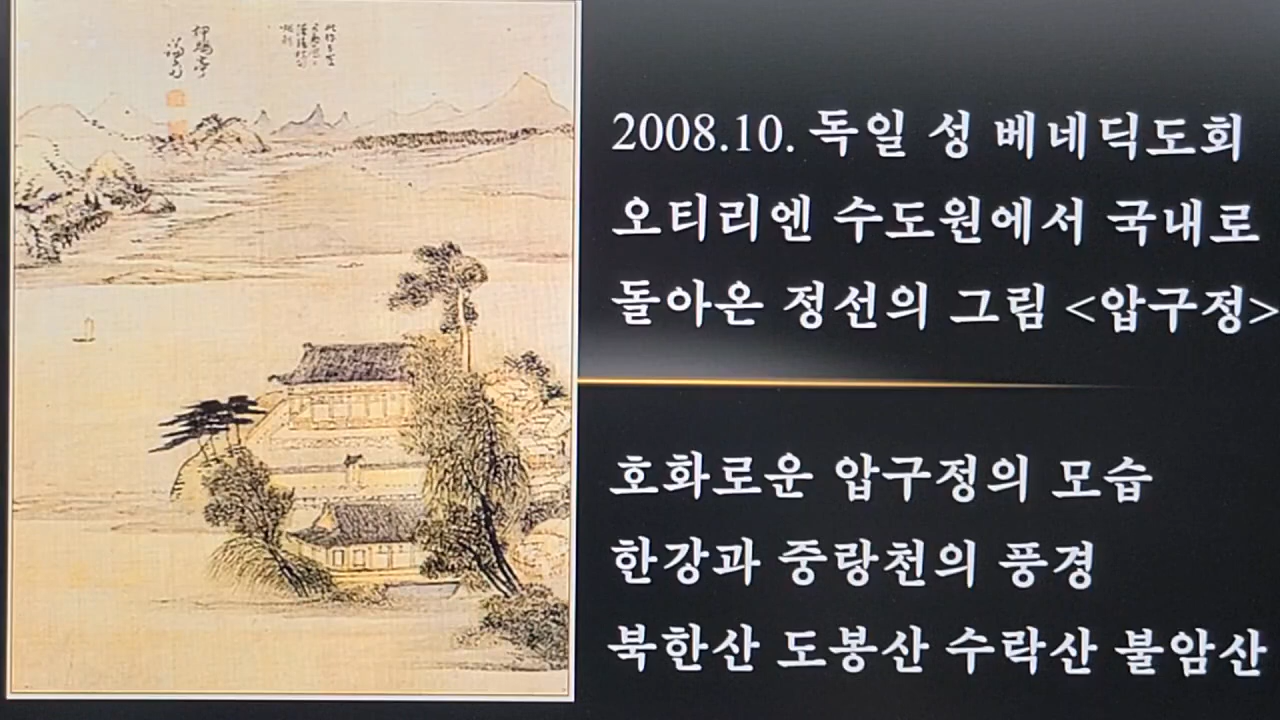 狎鷗亭
2008.10. 독일 성 베네딕도회
오티리엔 수도원에서 국내로
돌아온 정선의 그림 <압구정>
호화로운 압구정의 모습
한강과 중랑천의 풍경
북한산 도봉산 수락산 불암산